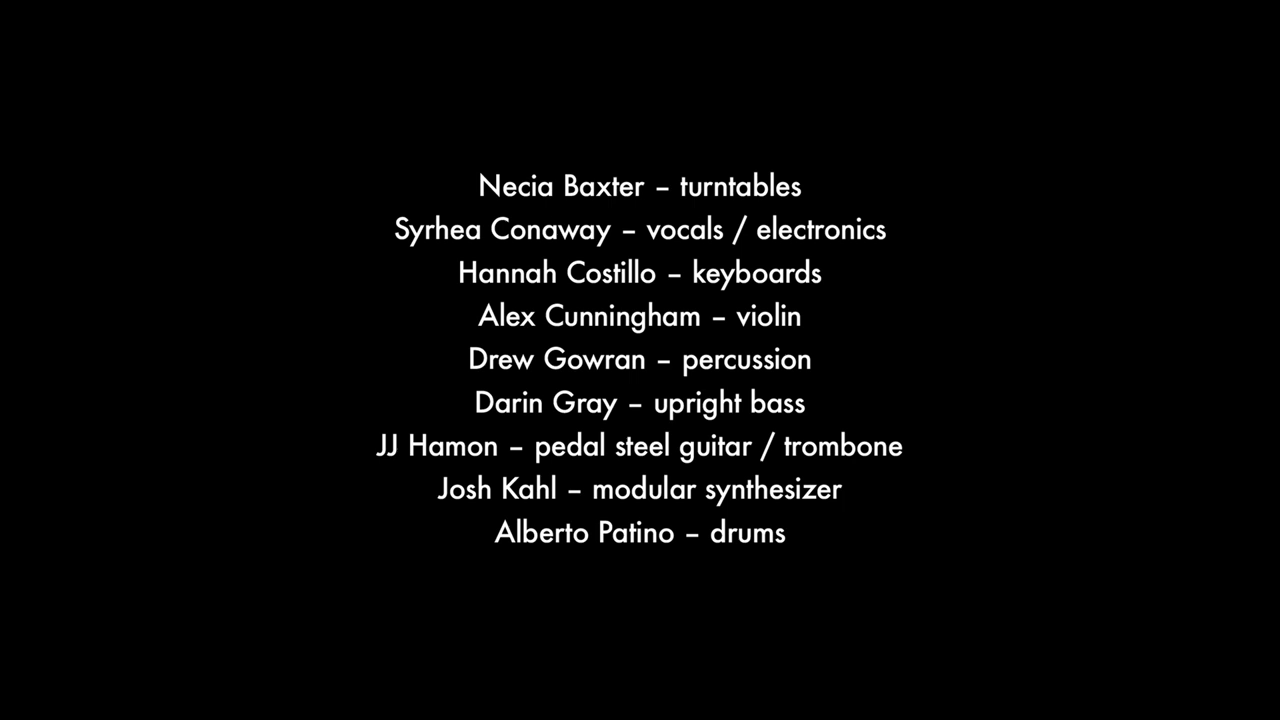 Necia Baxter – turntables
Syrhea Conaway – vocals / electronics
Hannah Costillo – keyboards
Alex Cunningham – violin
Drew Gowran – percussion
Darin Gray – upright bass
JJ Hamon – pedal steel guitar / trombone
Josh Kahl – modular synthesizer
Alberto Patino – drums